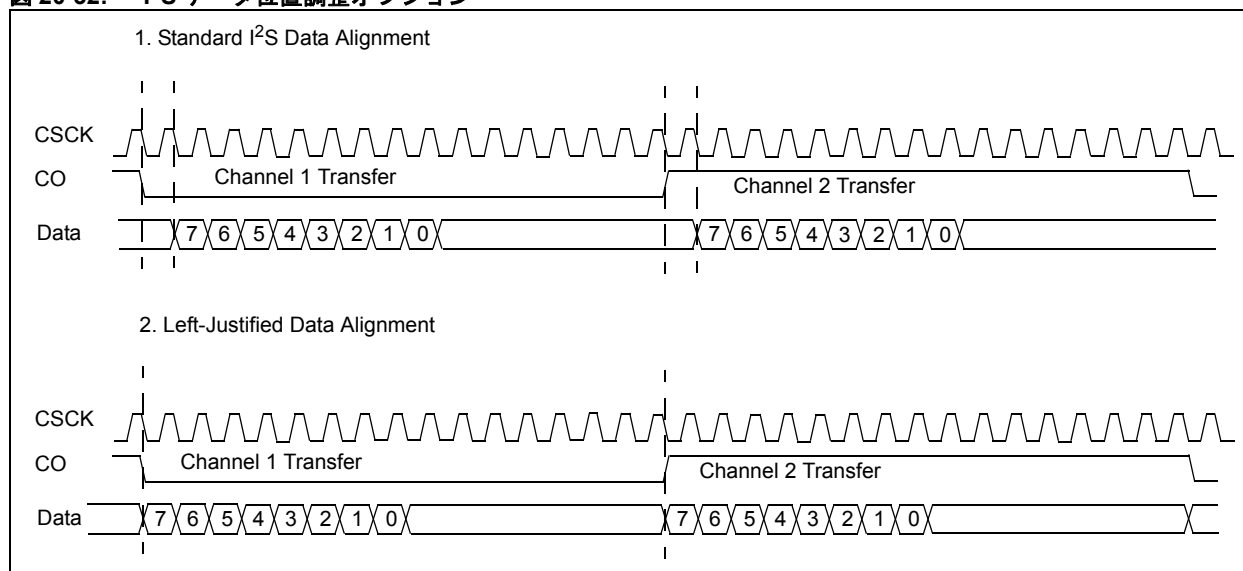 1. Standard I²S Data Alignment
CSCK
CO
Channel 1 Transfer
Channel 2 Transfer
Data
7 6 5 4 3 2 1 0
7 6 5 4 3 2 1 0
2. Left-Justified Data Alignment
CSCK
CO
Channel 1 Transfer
Channel 2 Transfer
Data
7 6 5 4 3 2 1 0
7 6 5 4 3 2 1 0